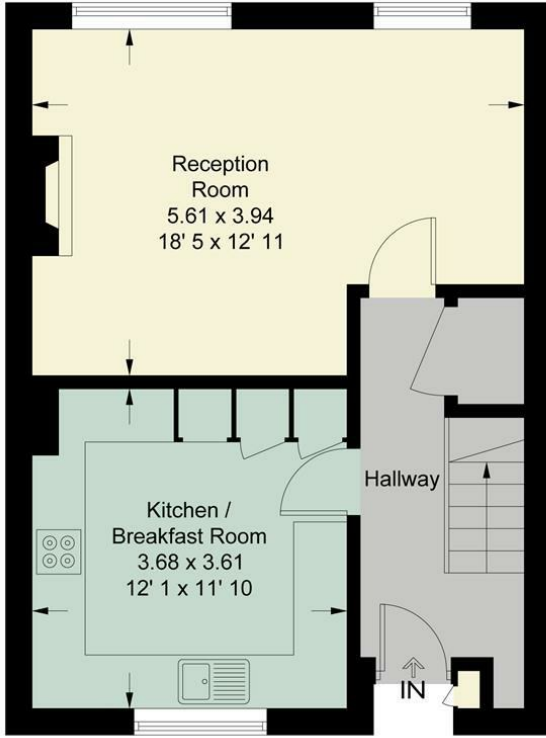 Reception
Room
5.61 x 3.94
18' 5 x 12' 11
Hallway
Kitchen /
Breakfast Room
3.68 x 3.61
12' 1 x 11' 10
IN